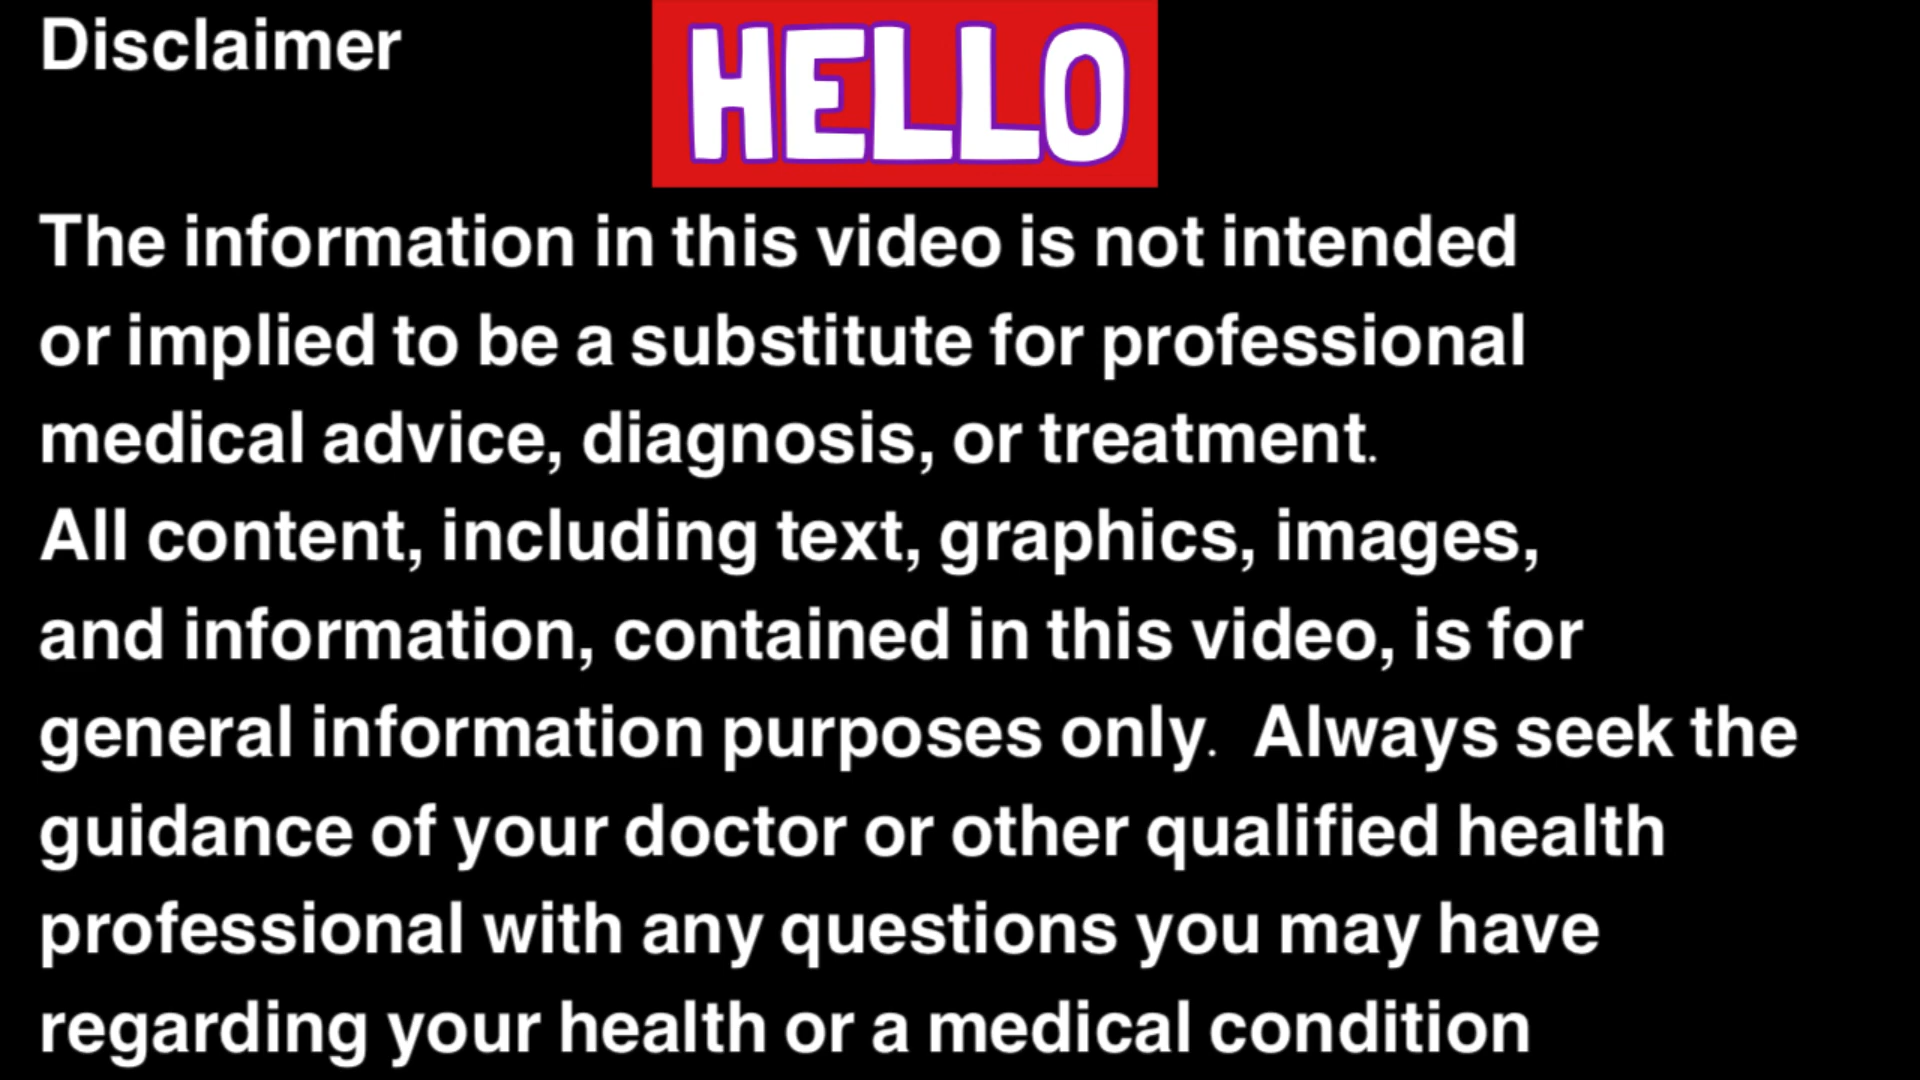 Disclaimer
HELLO
The information in this video is not intended
or implied to be a substitute for professional
medical advice, diagnosis, or treatment.
All content, including text, graphics, images,
and information, contained in this video, is for
general information purposes only.  Always seek the
guidance of your doctor or other qualified health
professional with any questions you may have
regarding your health or a medical condition